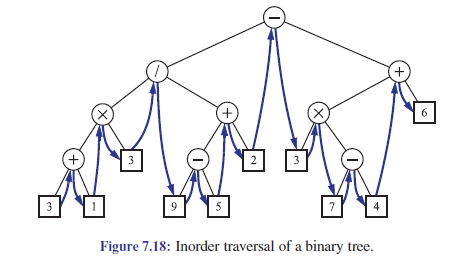 −
/ +
× + × 6
+ 3 − 2 3 −
3 1 9 5 7 4
Figure 7.18: Inorder traversal of a binary tree.